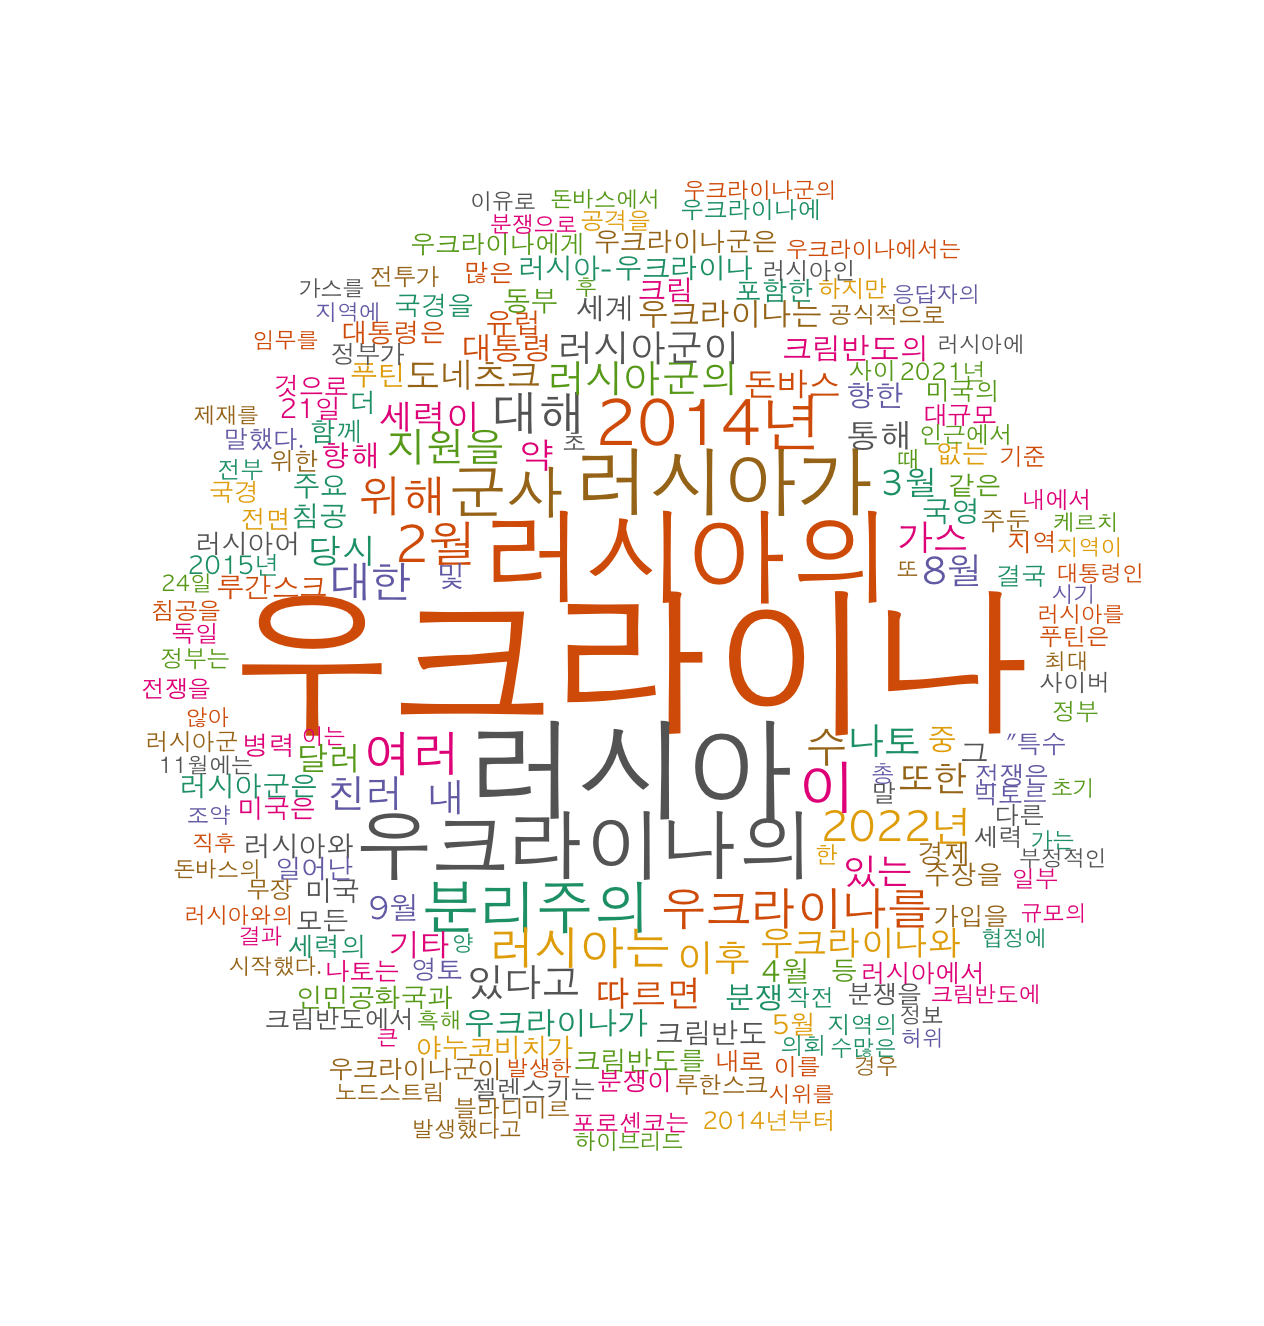 우크라이나군의
이유로 돈바스에서
우크라이나에
분쟁으로 공격을
우크라이나에게 우크라이나군은 우크라이나에서는
전투가 많은 러시아-우크라이나 러시아인
가스를 국경을 동부 후 크림 포함한 하지만 응답자의
지역에 세계 우크라이나는 공식적으로
임무를 대통령은 유럽
정부가 대통령 러시아군이 크림반도의 러시아에
푸틴 도네츠크 러시아군의 돈바스 사이 2021년
것으로 더 향한 미국의
제재를 21일 세력이 대해 2014년 대규모
말했다. 함께 지원을 약 초 통해 인근에서
전부 위한 향해 때 없는 기준
국경 주요 위해 군사 러시아가 3월 같은 내에서
전면 침공 국영 주둔 케르치
러시아어 당시 2월 러시아의 가스 지역 지역이
2015년
24일 루간스크 대한 및 또 8월 결국 대통령인
시기
침공을 러시아를
독일 우크라이나 푸틴은
정부는 최대
전쟁을 사이버
않아 정부
러시아군 병력 이는 여러 러시아 수 나토 중 그 "특수
11월에는 달러
러시아군은 친러 내 이 총 또한 전쟁은
말 빅토르 초기
조약 미국은 다른
직후 러시아와 우크라이나의 2022년 세력 가는
돈바스의 일어난 한 경제 부정적인
무장 미국 있는 주장을 일부
러시아와의 모든 9월 분리주의 우크라이나를 가입을 규모의
결과 세력의 기타 양 러시아는 이후 우크라이나와 협정에
시작했다. 나토는 영토 있다고 4월 등 러시아에서
인민공화국과 따르면 분쟁 작전 분쟁을 크림반도에
크림반도에서 흑해 우크라이나가 크림반도 5월 지역의 정보
큰 야누코비치가 의회 수많은 허위
우크라이나군이 발생한 크림반도를 내로 이를 경우
노드스트림 젤렌스키는 분쟁이 루한스크 시위를
블라디미르
발생했다고 포로셴코는 2014년부터
하이브리드